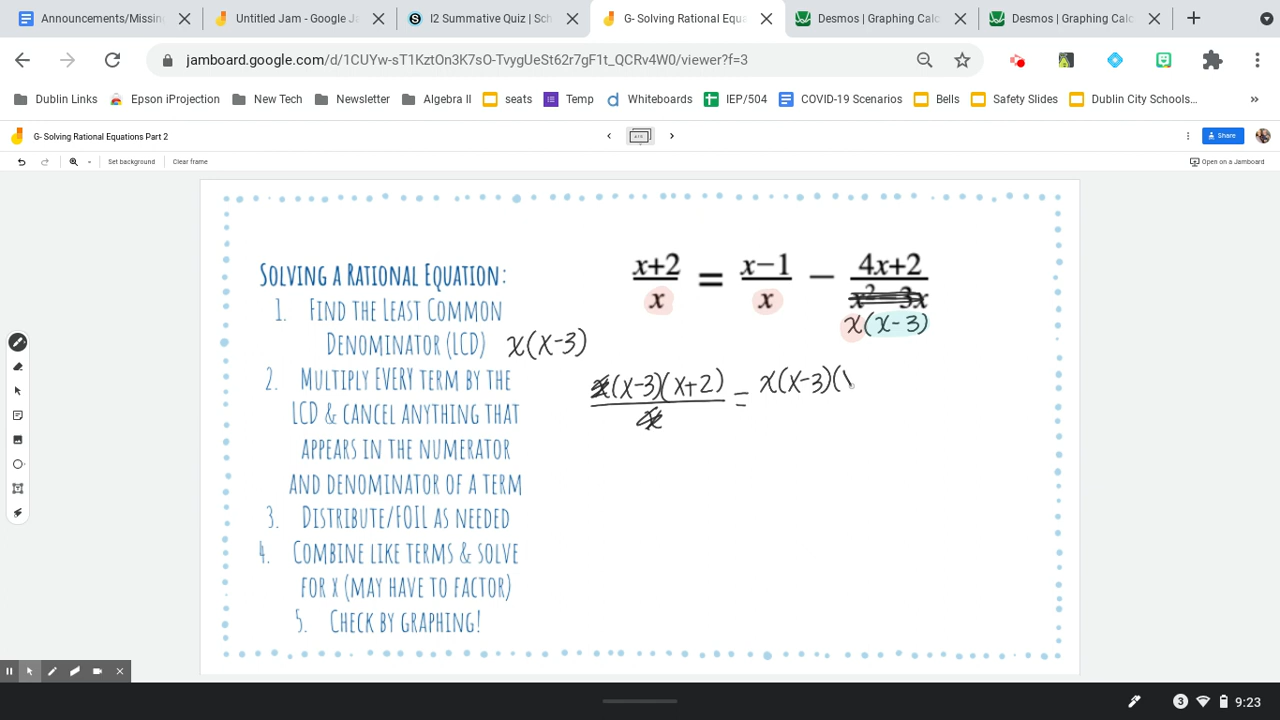 Announcements/Missin
Untitled Jam - Google Ja
I2 Summative Quiz | Sch
G- Solving Rational Equa
Desmos | Graphing Calc
Desmos | Graphing Calc
jamboard.google.com/d/1CUYw-sT1KztOn3K7sO-TvygUeSt62r7gF1t_QCRv4W0/viewer?f=3
Dublin Links
Epson iProjection
New Tech
Newsletter
Algebra II
seats
Temp
Whiteboards
IEP/504
COVID-19 Scenarios
Bells
Safety Slides
Dublin City Schools...
»
G- Solving Rational Equations Part 2
Share
Set background
Clear frame
Open on a Jamboard
SOLVING A RATIONAL EQUATION:
1. FIND THE LEAST COMMON
DENOMINATOR (LCD) x(x-3)
2. MULTIPLY EVERY TERM BY THE
LCD & CANCEL ANYTHING THAT
APPEARS IN THE NUMERATOR
AND DENOMINATOR OF A TERM
3. DISTRIBUTE/FOIL AS NEEDED
4. COMBINE LIKE TERMS & SOLVE
FOR X (MAY HAVE TO FACTOR)
5. CHECK BY GRAPHING!
x+2 x−1 4x+2
= −
x x x²−3x
x(x-3)
x(x-3)(x+2) = x(x-3)(
x
3
9:23